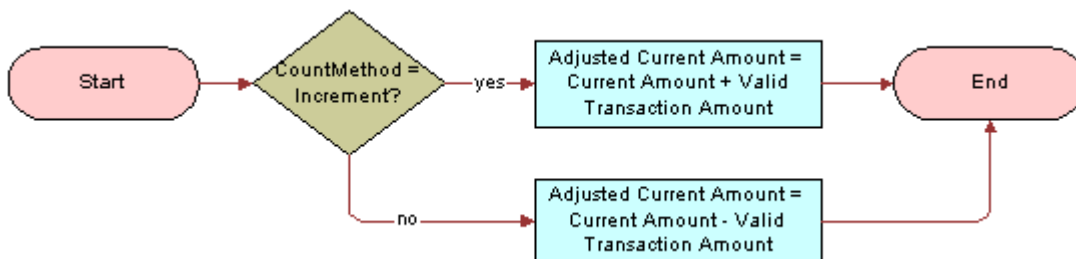 Start
CountMethod =
Increment?
yes
Adjusted Current Amount =
Current Amount + Valid
Transaction Amount
End
no
Adjusted Current Amount =
Current Amount - Valid
Transaction Amount